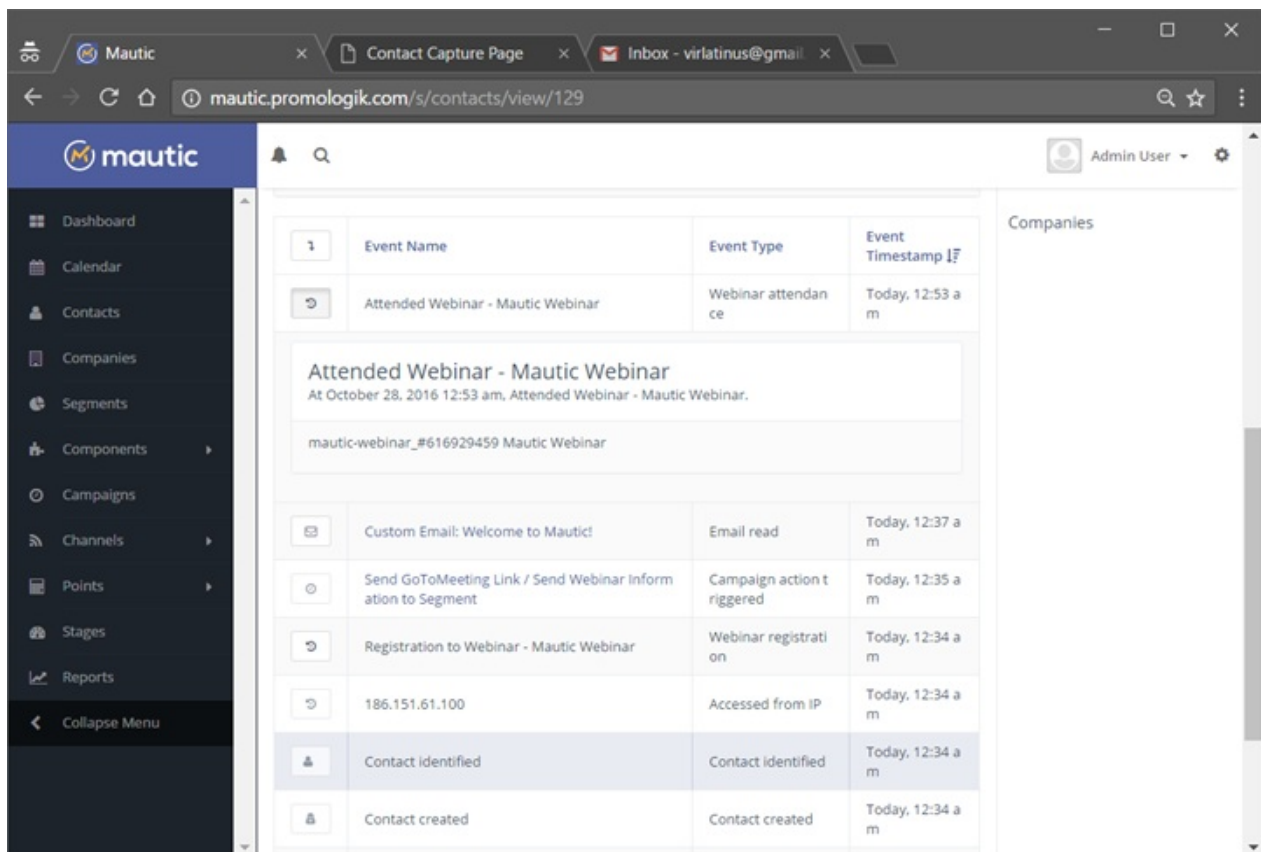 Mautic
Contact Capture Page
Inbox - virlatinus@gmail.
mautic.promologik.com/s/contacts/view/129
mautic
Admin User
Dashboard
Calendar
Contacts
Companies
Segments
Components
Campaigns
Channels
Points
Stages
Reports
Collapse Menu
Companies
Event Name
Event Type
Event
Timestamp
Attended Webinar - Mautic Webinar
Webinar attendan
ce
Today, 12:53 a
m
Attended Webinar - Mautic Webinar
At October 28, 2016 12:53 am, Attended Webinar - Mautic Webinar.
mautic-webinar_#616929459 Mautic Webinar
Custom Email: Welcome to Mautic!
Email read
Today, 12:37 a
m
Send GoToMeeting Link / Send Webinar Inform
ation to Segment
Campaign action t
riggered
Today, 12:35 a
m
Registration to Webinar - Mautic Webinar
Webinar registrati
on
Today, 12:34 a
m
186.151.61.100
Accessed from IP
Today, 12:34 a
m
Contact identified
Contact identified
Today, 12:34 a
m
Contact created
Contact created
Today, 12:34 a
m